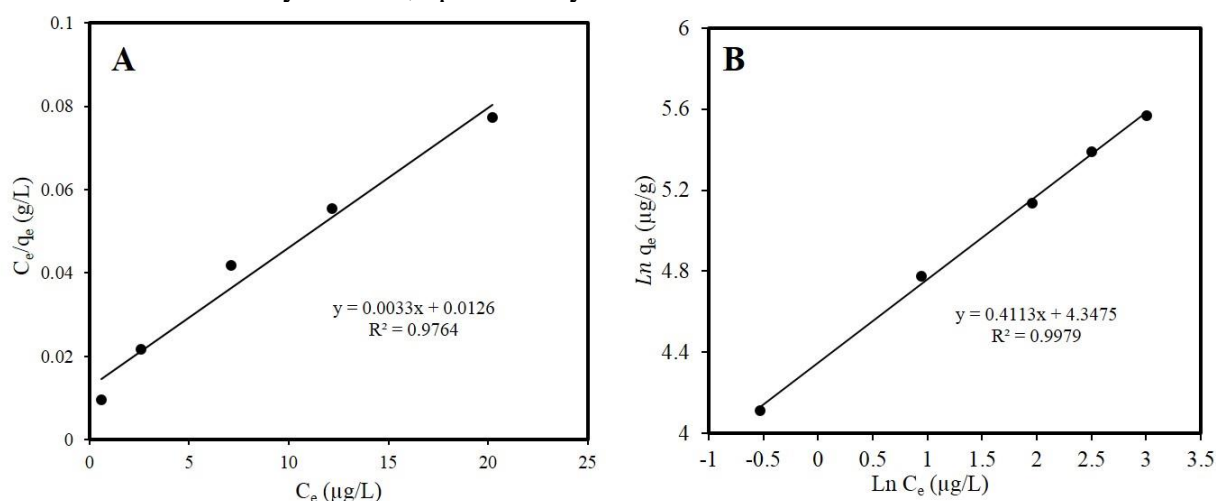 A
0.1
0.08
0.06
0.04
0.02
0
0
5
10
15
20
25
Cₑ/qₑ (g/L)
Cₑ (µg/L)
y = 0.0033x + 0.0126
R² = 0.9764
B
6
5.6
5.2
4.8
4.4
4
-1
-0.5
0
0.5
1
1.5
2
2.5
3
3.5
Ln qₑ (µg/g)
Ln Cₑ (µg/L)
y = 0.4113x + 4.3475
R² = 0.9979